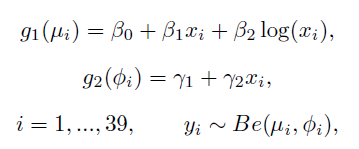 g₁(μᵢ) = β₀ + β₁xᵢ + β₂ log(xᵢ),
g₂(ϕᵢ) = γ₁ + γ₂xᵢ,
i = 1, ..., 39, yᵢ ∼ Be(μᵢ, ϕᵢ),